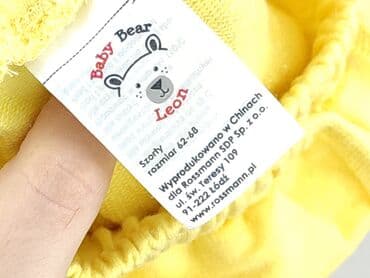 Baby Bear
Leon
Szorty
rozmiar 62-68
Wyprodukowano w Chinach
dla Rossmann SDP Sp. z o.o.
ul. św. Teresy 109
91-222 Łódź
www.rossmann.pl